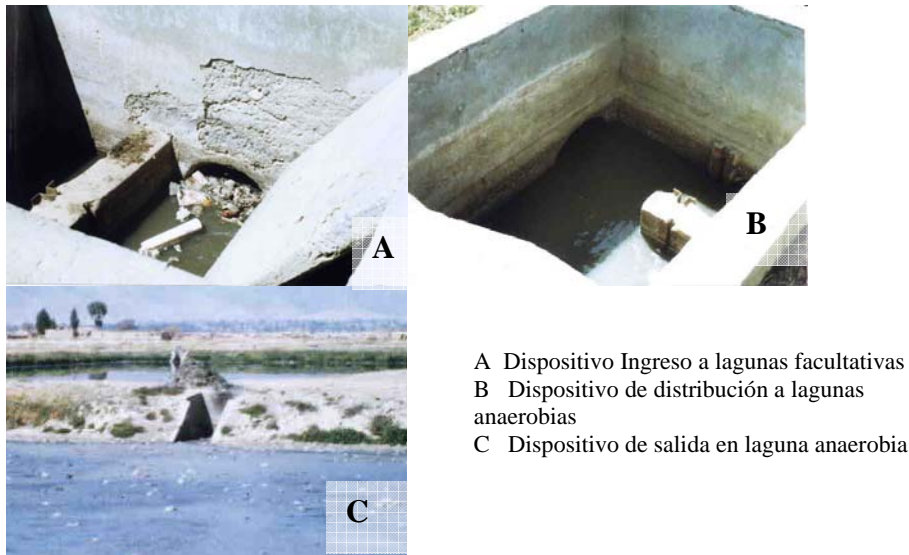 A
B
C
A Dispositivo Ingreso a lagunas facultativas
B Dispositivo de distribución a lagunas
anaerobias
C Dispositivo de salida en laguna anaerobia